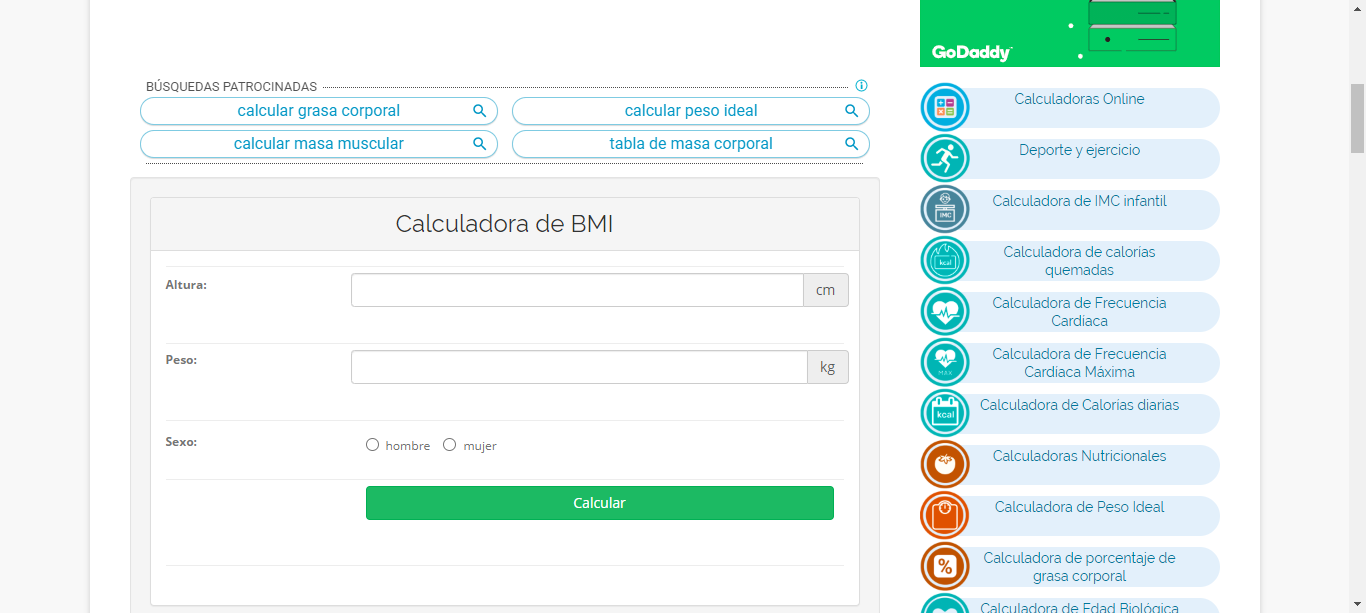 GoDaddy
BÚSQUEDAS PATROCINADAS
calcular grasa corporal
calcular peso ideal
calcular masa muscular
tabla de masa corporal
Calculadora de BMI
Altura:
cm
Peso:
kg
Sexo:
hombre
mujer
Calcular
Calculadoras Online
Deporte y ejercicio
IMC
Calculadora de IMC infantil
kcal
Calculadora de calorías
quemadas
Calculadora de Frecuencia
Cardiaca
MAX
Calculadora de Frecuencia
Cardiaca Máxima
kcal
Calculadora de Calorías diarias
Calculadoras Nutricionales
Calculadora de Peso Ideal
%
Calculadora de porcentaje de
grasa corporal
Calculadora de Edad Biológica